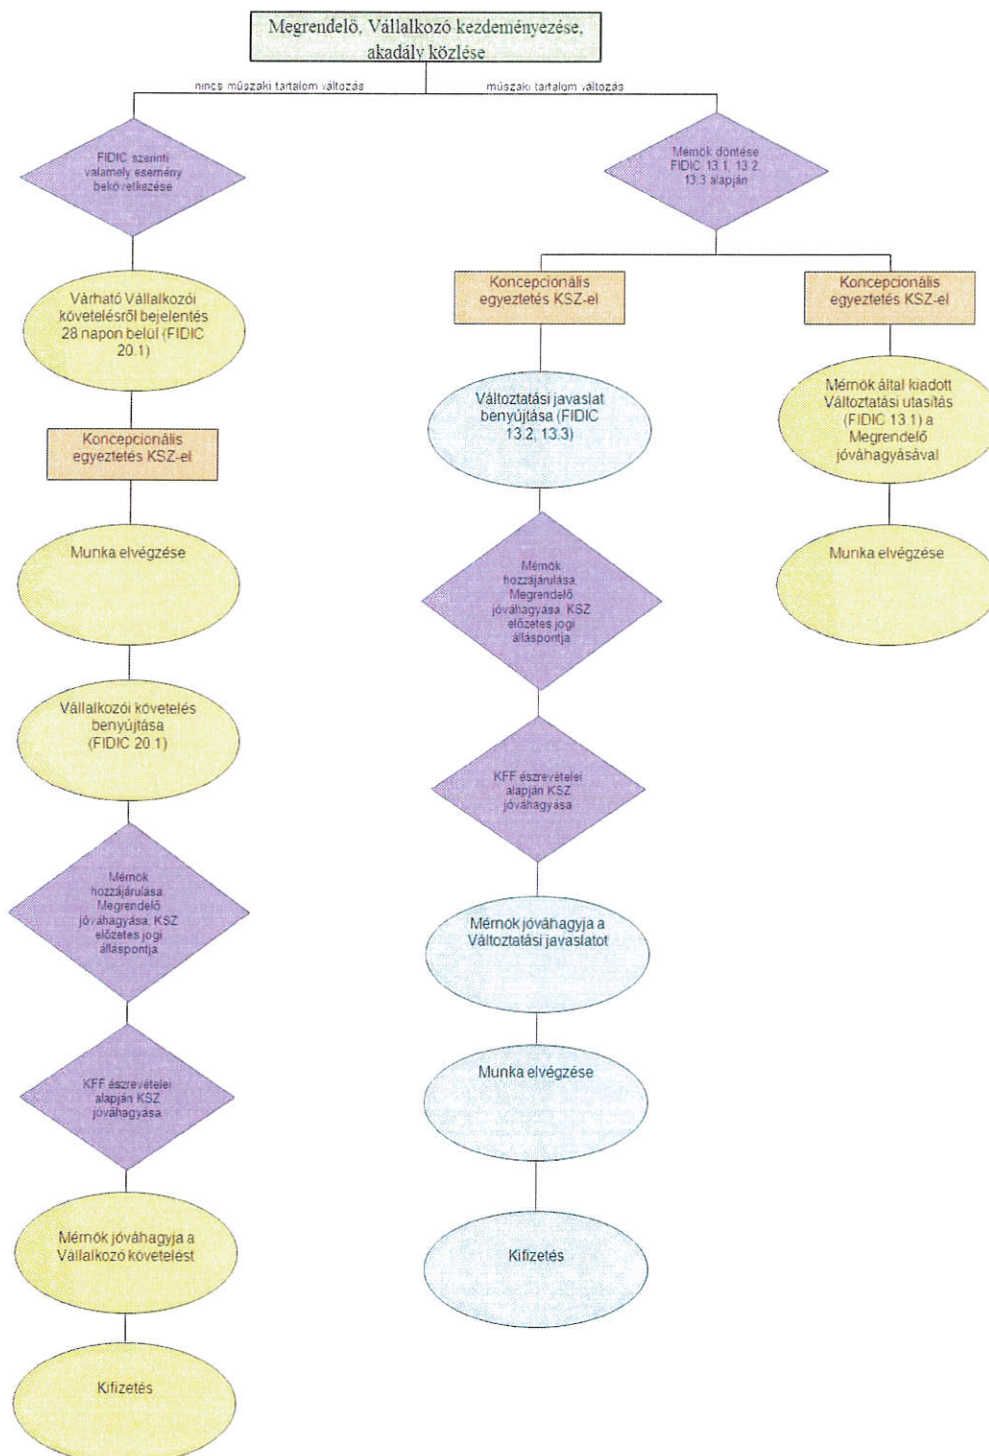 Megrendelő, Vállalkozó kezdeményezése,
akadály közlése
nincs műszaki tartalom változás
műszaki tartalom változás
FIDIC szerinti
valamely esemény
bekövetkezése
Várható Vállalkozói
követelésről bejelentés
28 napon belül (FIDIC
20.1)
Koncepcionális
egyeztetés KSZ-el
Munka elvégzése
Vállalkozói követelés
benyújtása
(FIDIC 20.1)
Mérnök
hozzájárulása
Megrendelő
jóváhagyása, KSZ
előzetes jogi
álláspontja
KFF észrevételei
alapján KSZ
jóváhagyása
Mérnök jóváhagyja a
Vállalkozó követelést
Kifizetés
Mérnök döntése
FIDIC 13.1, 13.2,
13.3 alapján
Koncepcionális
egyeztetés KSZ-el
Változtatási javaslat
benyújtása (FIDIC
13.2, 13.3)
Mérnök
hozzájárulása,
Megrendelő
jóváhagyása, KSZ
előzetes jogi
álláspontja
KFF észrevételei
alapján KSZ
jóváhagyása
Mérnök jóváhagyja a
Változtatási javaslatot
Munka elvégzése
Kifizetés
Koncepcionális
egyeztetés KSZ-el
Mérnök által kiadott
Változtatási utasítás
(FIDIC 13.1) a
Megrendelő
jóváhagyásával
Munka elvégzése